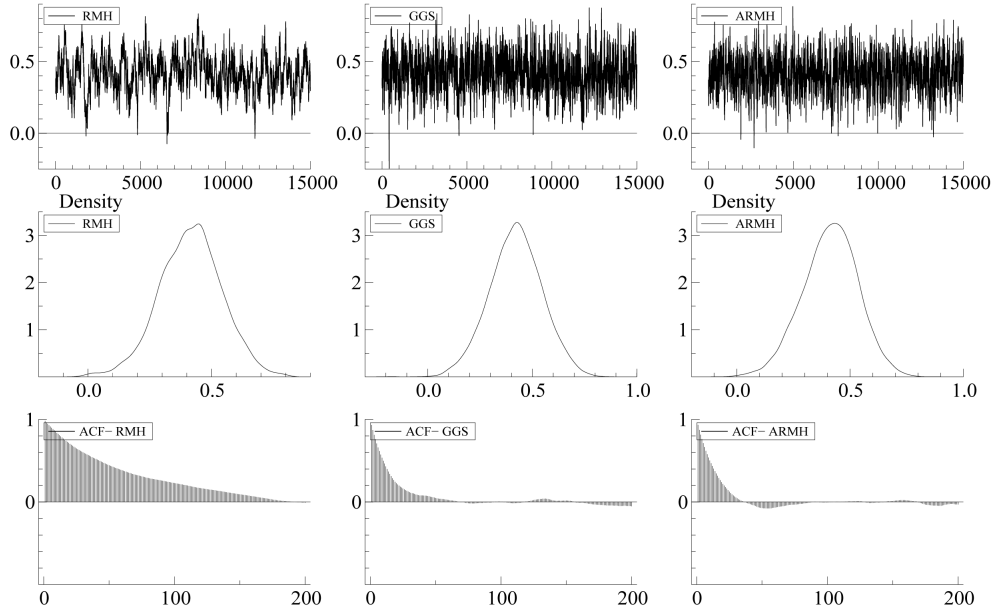 RMH GGS ARMH
0.5 0.5 0.5
0.0 0.0 0.0
0 5000 10000 15000 0 5000 10000 15000 0 5000 10000 15000
Density Density Density
RMH GGS ARMH
3 3 3
2 2 2
1 1 1
0.0 0.5 0.0 0.5 1.0 0.0 0.5 1.0
1 1 1
ACF− RMH ACF− GGS ACF− ARMH
0 0 0
0 100 200 0 100 200 0 100 200